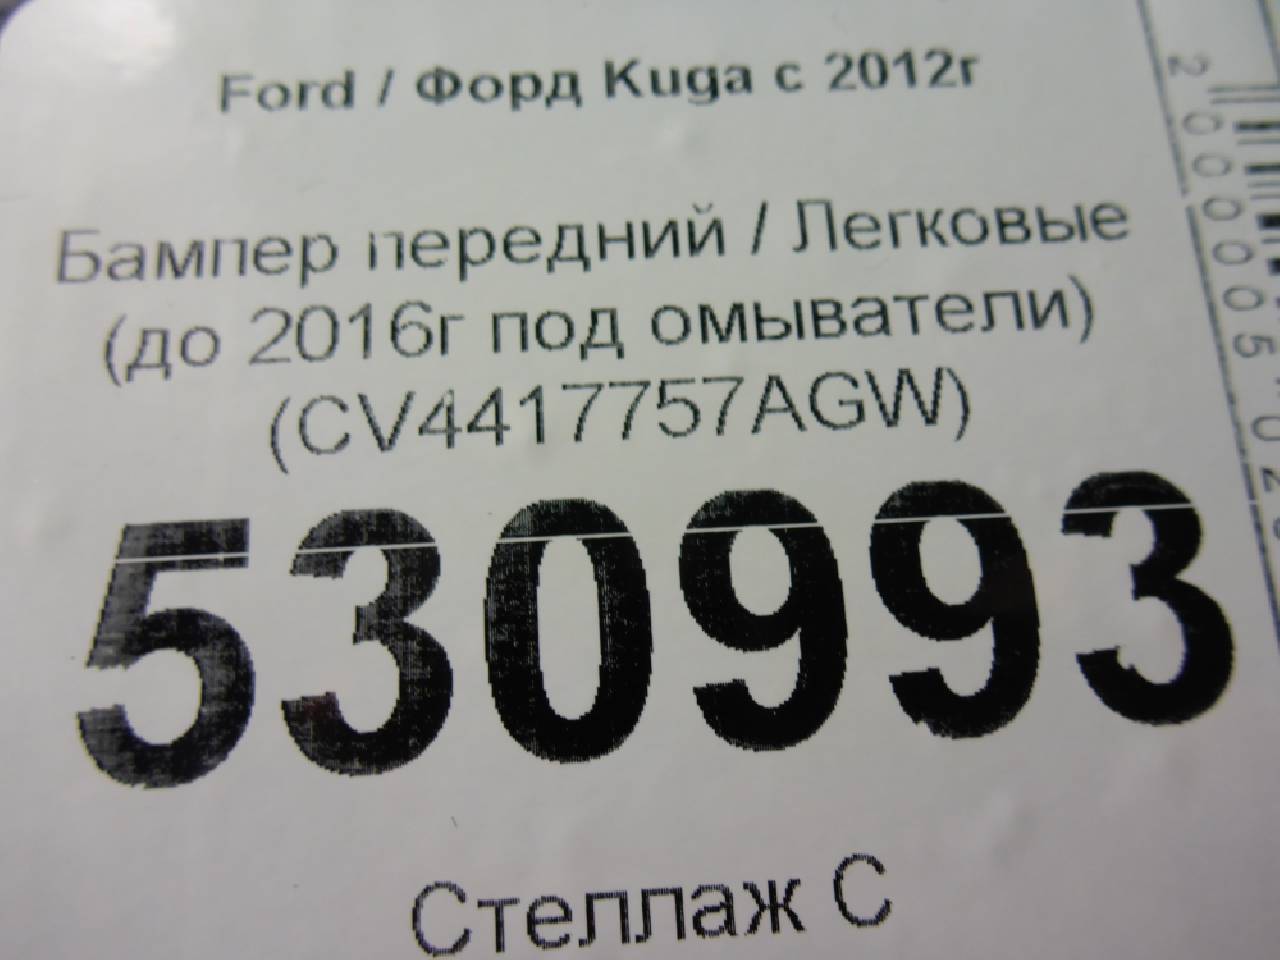 Ford / Форд Kuga с 2012г
Бампер передний / Легковые
(до 2016г под омыватели)
(CV4417757AGW)
530993
Стеллаж С